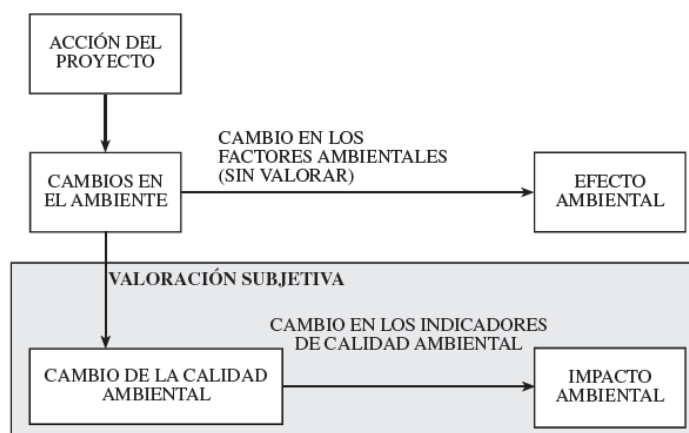 ACCIÓN DEL
PROYECTO
CAMBIO EN LOS
FACTORES AMBIENTALES
(SIN VALORAR)
CAMBIOS EN
EL AMBIENTE
EFECTO
AMBIENTAL
VALORACIÓN SUBJETIVA
CAMBIO EN LOS INDICADORES
DE CALIDAD AMBIENTAL
CAMBIO DE LA CALIDAD
AMBIENTAL
IMPACTO
AMBIENTAL